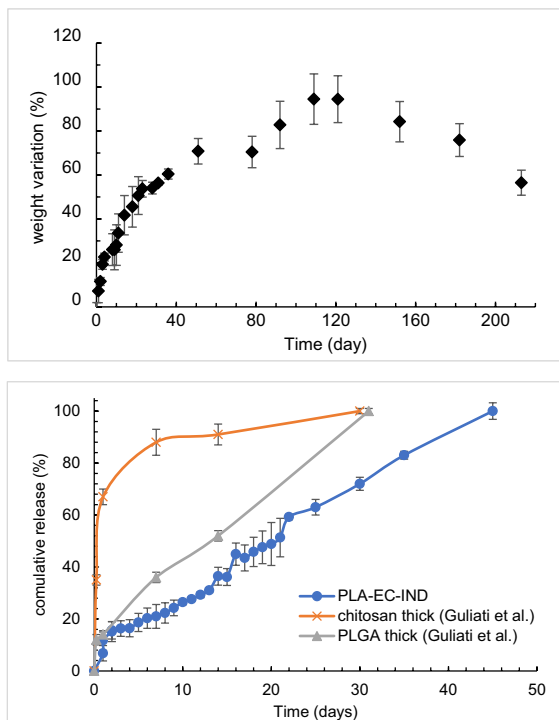 120
100
80
60
40
20
0
weight variation (%)
0 40 80 120 160 200
Time (day)
100
80
60
40
20
0
comulative release (%)
PLA-EC-IND
chitosan thick (Guliati et al.)
PLGA thick (Guliati et al.)
0 10 20 30 40 50
Time (days)